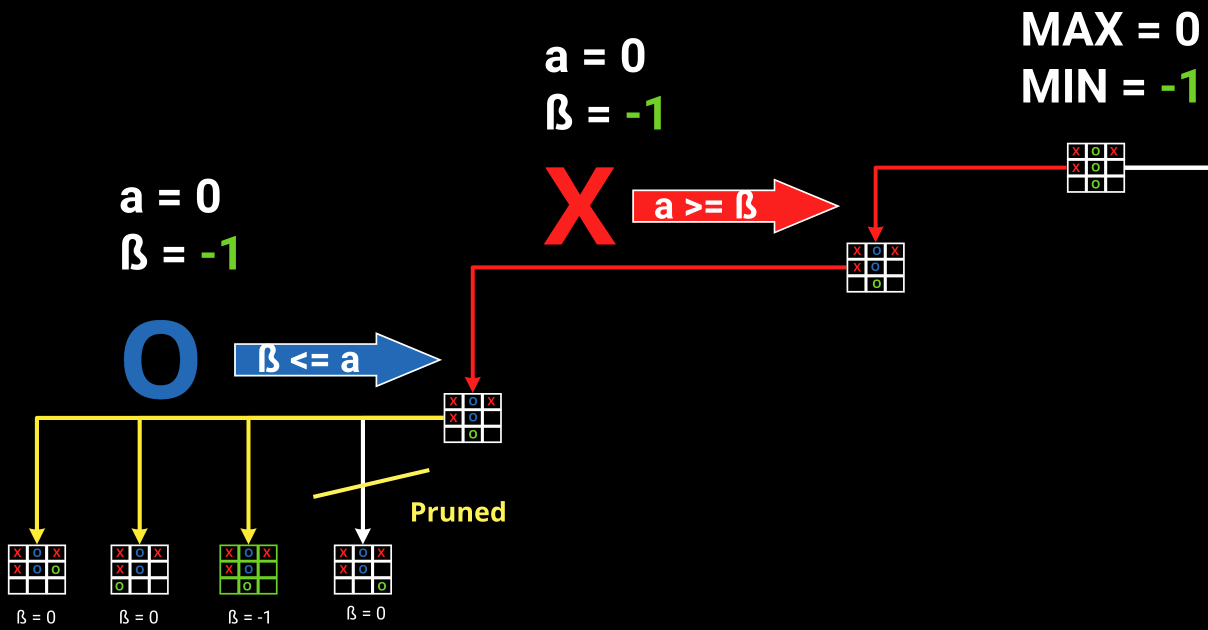 MAX = 0
MIN = -1
a = 0
ß = -1
X
a >= ß
a = 0
ß = -1
O
ß <= a
X O X
X O
O
X O X
X O
O
X O X
X O
O
Pruned
X O X
X O O
X O X
X O
O
X O X
X O
O
X O X
X O
O
ß = 0
ß = 0
ß = -1
ß = 0